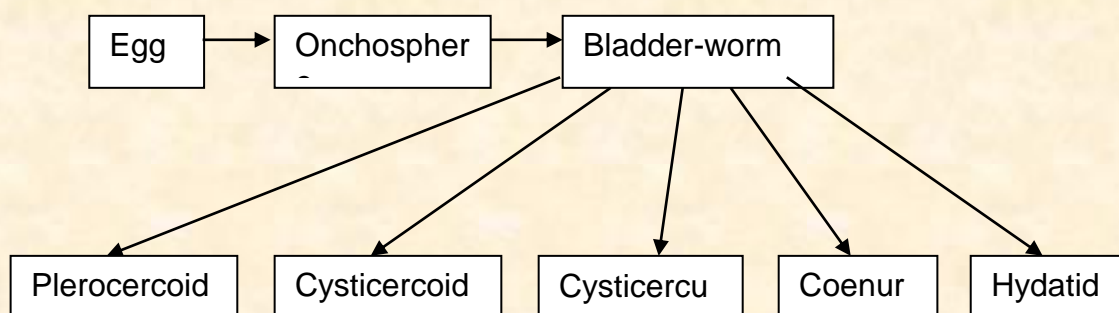 Egg
Onchospher
Bladder-worm
Plerocercoid
Cysticercoid
Cysticercu
Coenur
Hydatid